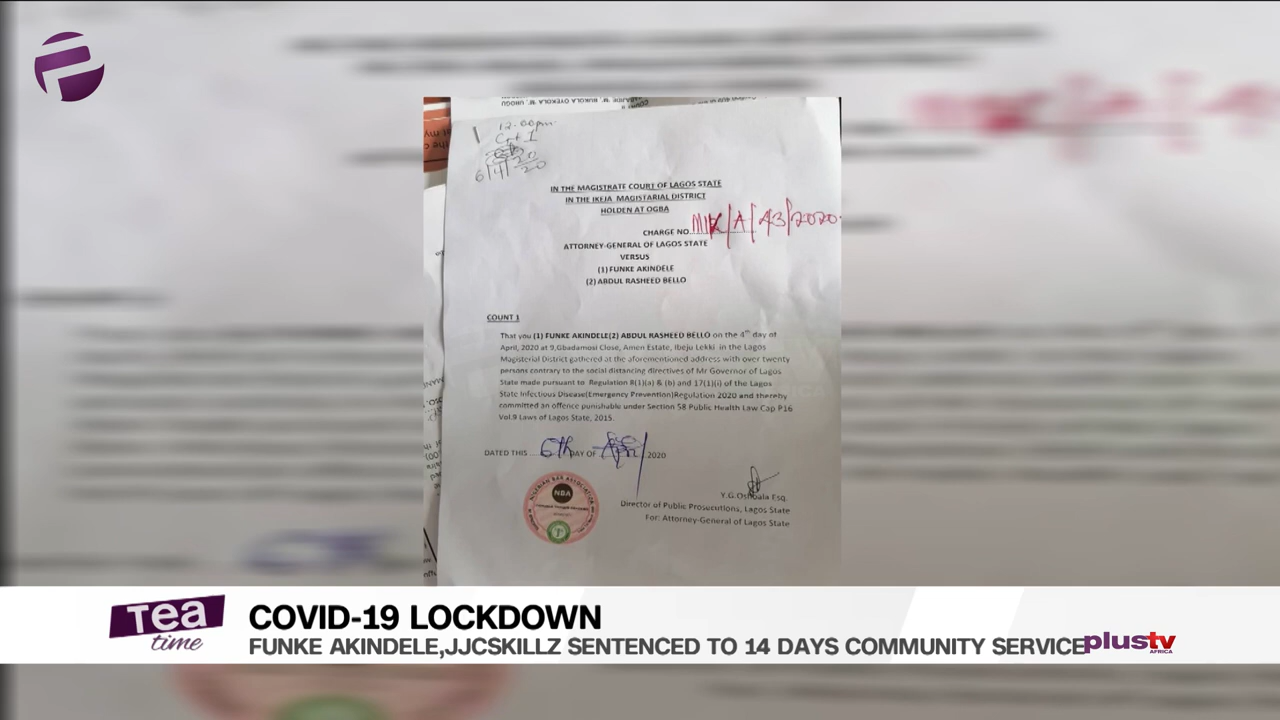 12:00pm
Crt 1
6/4/2020
IN THE MAGISTRATE COURT OF LAGOS STATE
IN THE IKEJA MAGISTERIAL DISTRICT
HOLDEN AT OGBA
CHARGE NO. MIK/A/43/2020
ATTORNEY-GENERAL OF LAGOS STATE
VERSUS
(1) FUNKE AKINDELE
(2) ABDUL RASHEED BELLO
COUNT 1
That you (1) FUNKE AKINDELE(2) ABDUL RASHEED BELLO on the 4th day of
April, 2020 at 9,Gbadamosi Close, Amen Estate, Ibeju Lekki in the Lagos
Magisterial District gathered at the aforementioned address with over twenty
persons contrary to the social distancing directives of Mr Governor of Lagos
State made pursuant to Regulation 8(1)(a) & (b) and 17(1)(i) of the Lagos
State Infectious Disease(Emergency Prevention)Regulation 2020 and thereby
committed an offence punishable under Section 58 Public Health Law Cap P16
Vol.9 Laws of Lagos State, 2015.
DATED THIS 6th DAY OF April 2020
NIGERIAN BAR ASSOCIATION
NBA
Y.G.Oshoala Esq.
Director of Public Prosecutions, Lagos State
For: Attorney-General of Lagos State
Tea time
COVID-19 LOCKDOWN
FUNKE AKINDELE,JJCSKILLZ SENTENCED TO 14 DAYS COMMUNITY SERVICE
plustv
AFRICA